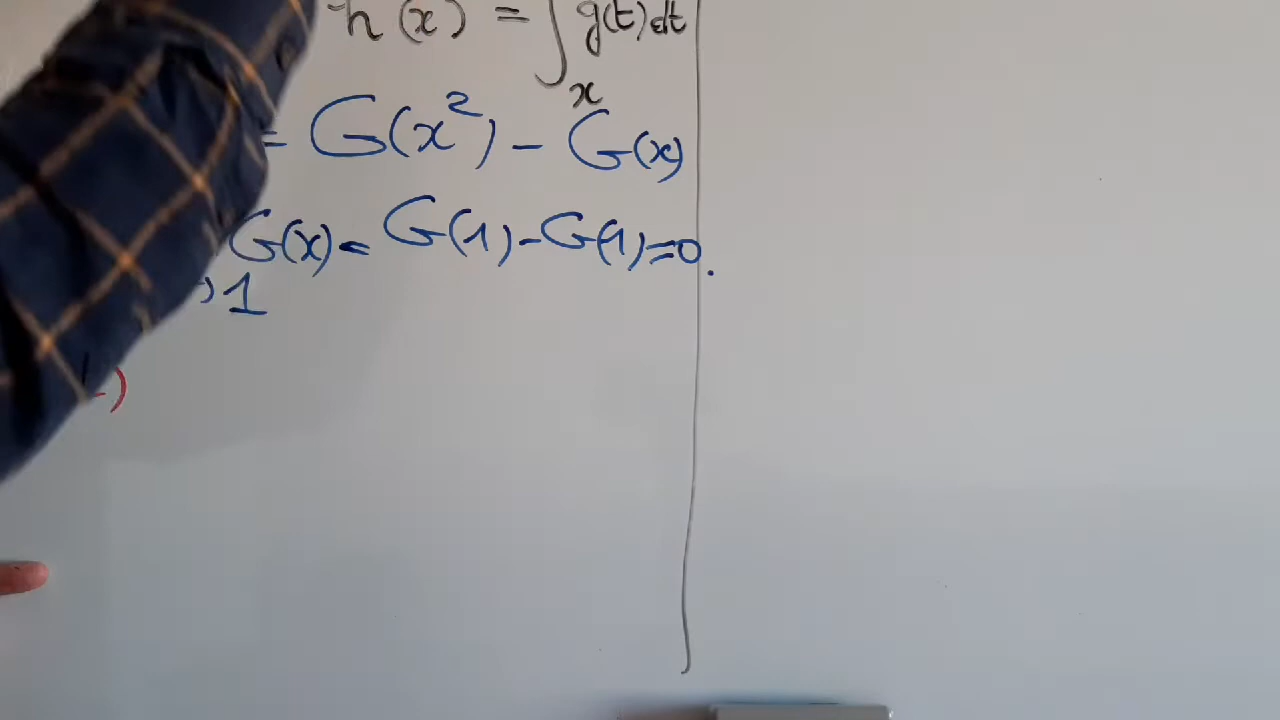 h(x) = ∫ g(t)dt
x
= G(x²) - G(x)
G(x) = G(1) - G(1) = 0.
→ 1
)